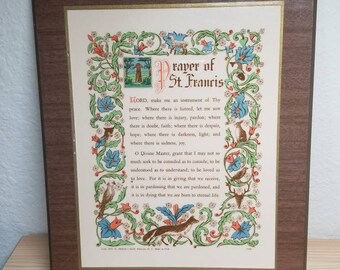 Prayer of
St. Francis
LORD, make me an instrument of Thy
peace. Where there is hatred, let me sow
love; where there is injury, pardon; where
there is doubt, faith; where there is despair,
hope; where there is darkness, light; and
where there is sadness, joy.
O Divine Master, grant that I may not so
much seek to be consoled as to console; to be
understood as to understand; to be loved as
to love. For it is in giving that we receive,
it is in pardoning that we are pardoned, and
it is in dying that we are born to eternal life.